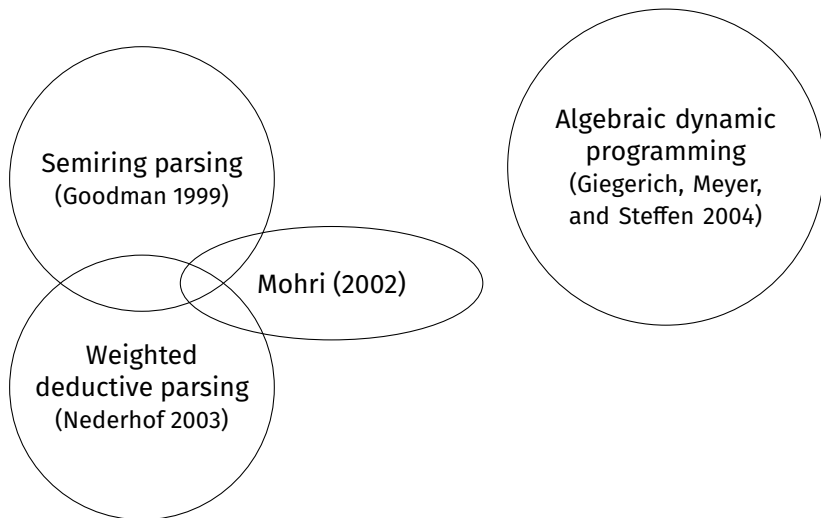 Semiring parsing
(Goodman 1999)
Algebraic dynamic
programming
(Giegerich, Meyer,
and Steffen 2004)
Mohri (2002)
Weighted
deductive parsing
(Nederhof 2003)